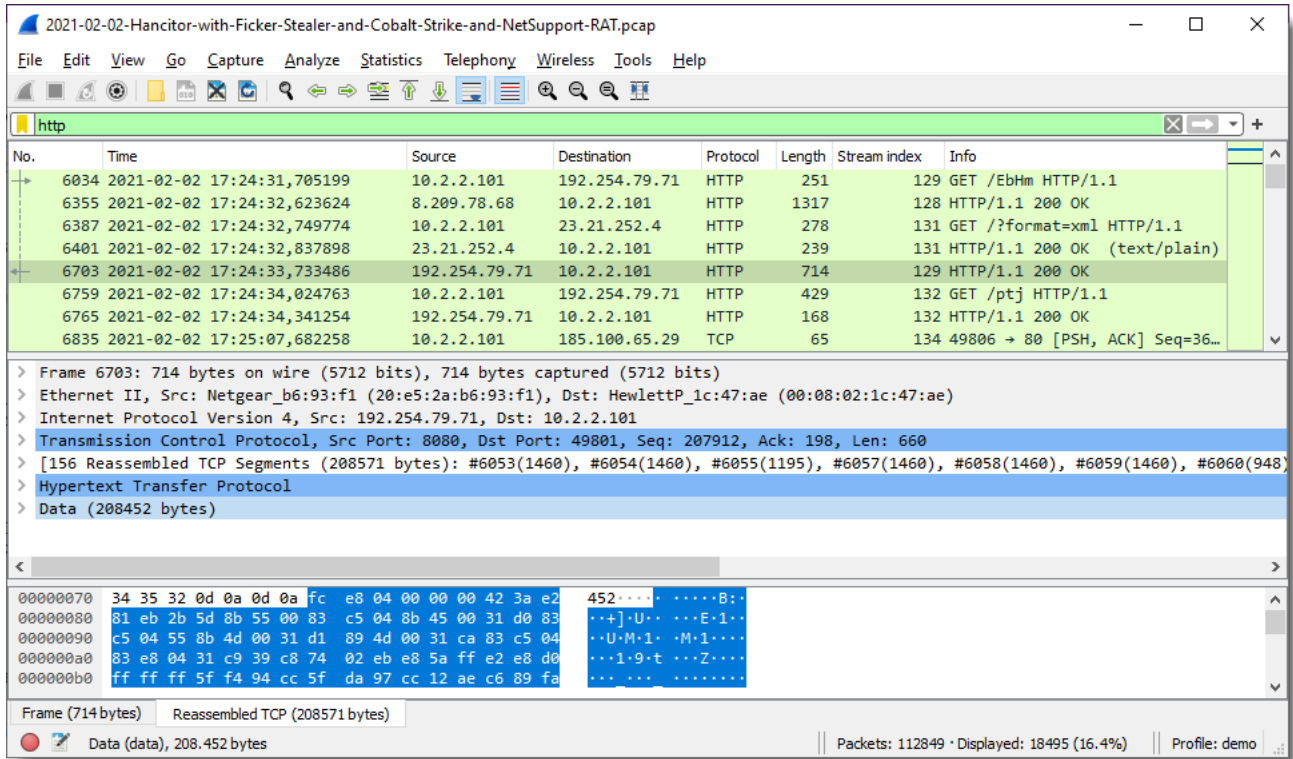 2021-02-02-Hancitor-with-Ficker-Stealer-and-Cobalt-Strike-and-NetSupport-RAT.pcap
File Edit View Go Capture Analyze Statistics Telephony Wireless Tools Help
http
No. Time Source Destination Protocol Length Stream index Info
6034 2021-02-02 17:24:31,705199 10.2.2.101 192.254.79.71 HTTP 251 129 GET /EbHm HTTP/1.1
6355 2021-02-02 17:24:32,623624 8.209.78.68 10.2.2.101 HTTP 1317 128 HTTP/1.1 200 OK
6387 2021-02-02 17:24:32,749774 10.2.2.101 23.21.252.4 HTTP 278 131 GET /?format=xml HTTP/1.1
6401 2021-02-02 17:24:32,837898 23.21.252.4 10.2.2.101 HTTP 239 131 HTTP/1.1 200 OK (text/plain)
6703 2021-02-02 17:24:33,733486 192.254.79.71 10.2.2.101 HTTP 714 129 HTTP/1.1 200 OK
6759 2021-02-02 17:24:34,024763 10.2.2.101 192.254.79.71 HTTP 429 132 GET /ptj HTTP/1.1
6765 2021-02-02 17:24:34,341254 192.254.79.71 10.2.2.101 HTTP 168 132 HTTP/1.1 200 OK
6835 2021-02-02 17:25:07,682258 10.2.2.101 185.100.65.29 TCP 65 134 49806 → 80 [PSH, ACK] Seq=36…
> Frame 6703: 714 bytes on wire (5712 bits), 714 bytes captured (5712 bits)
> Ethernet II, Src: Netgear_b6:93:f1 (20:e5:2a:b6:93:f1), Dst: HewlettP_1c:47:ae (00:08:02:1c:47:ae)
> Internet Protocol Version 4, Src: 192.254.79.71, Dst: 10.2.2.101
> Transmission Control Protocol, Src Port: 8080, Dst Port: 49801, Seq: 207912, Ack: 198, Len: 660
> [156 Reassembled TCP Segments (208571 bytes): #6053(1460), #6054(1460), #6055(1195), #6057(1460), #6058(1460), #6059(1460), #6060(948)
> Hypertext Transfer Protocol
> Data (208452 bytes)
00000070 34 35 32 0d 0a 0d 0a fc e8 04 00 00 00 42 3a e2 452····· ·····B:·
00000080 81 eb 2b 5d 8b 55 00 83 c5 04 8b 45 00 31 d0 83 ··+]·U·· ···E·1··
00000090 c5 04 55 8b 4d 00 31 d1 89 4d 00 31 ca 83 c5 04 ··U·M·1· ·M·1····
000000a0 83 e8 04 31 c9 39 c8 74 02 eb e8 5a ff e2 e8 d0 ···1·9·t ···Z····
000000b0 ff ff ff 5f f4 94 cc 5f da 97 cc 12 ae c6 89 fa ···_···_ ········
Frame (714 bytes) Reassembled TCP (208571 bytes)
Data (data), 208.452 bytes Packets: 112849 · Displayed: 18495 (16.4%) Profile: demo